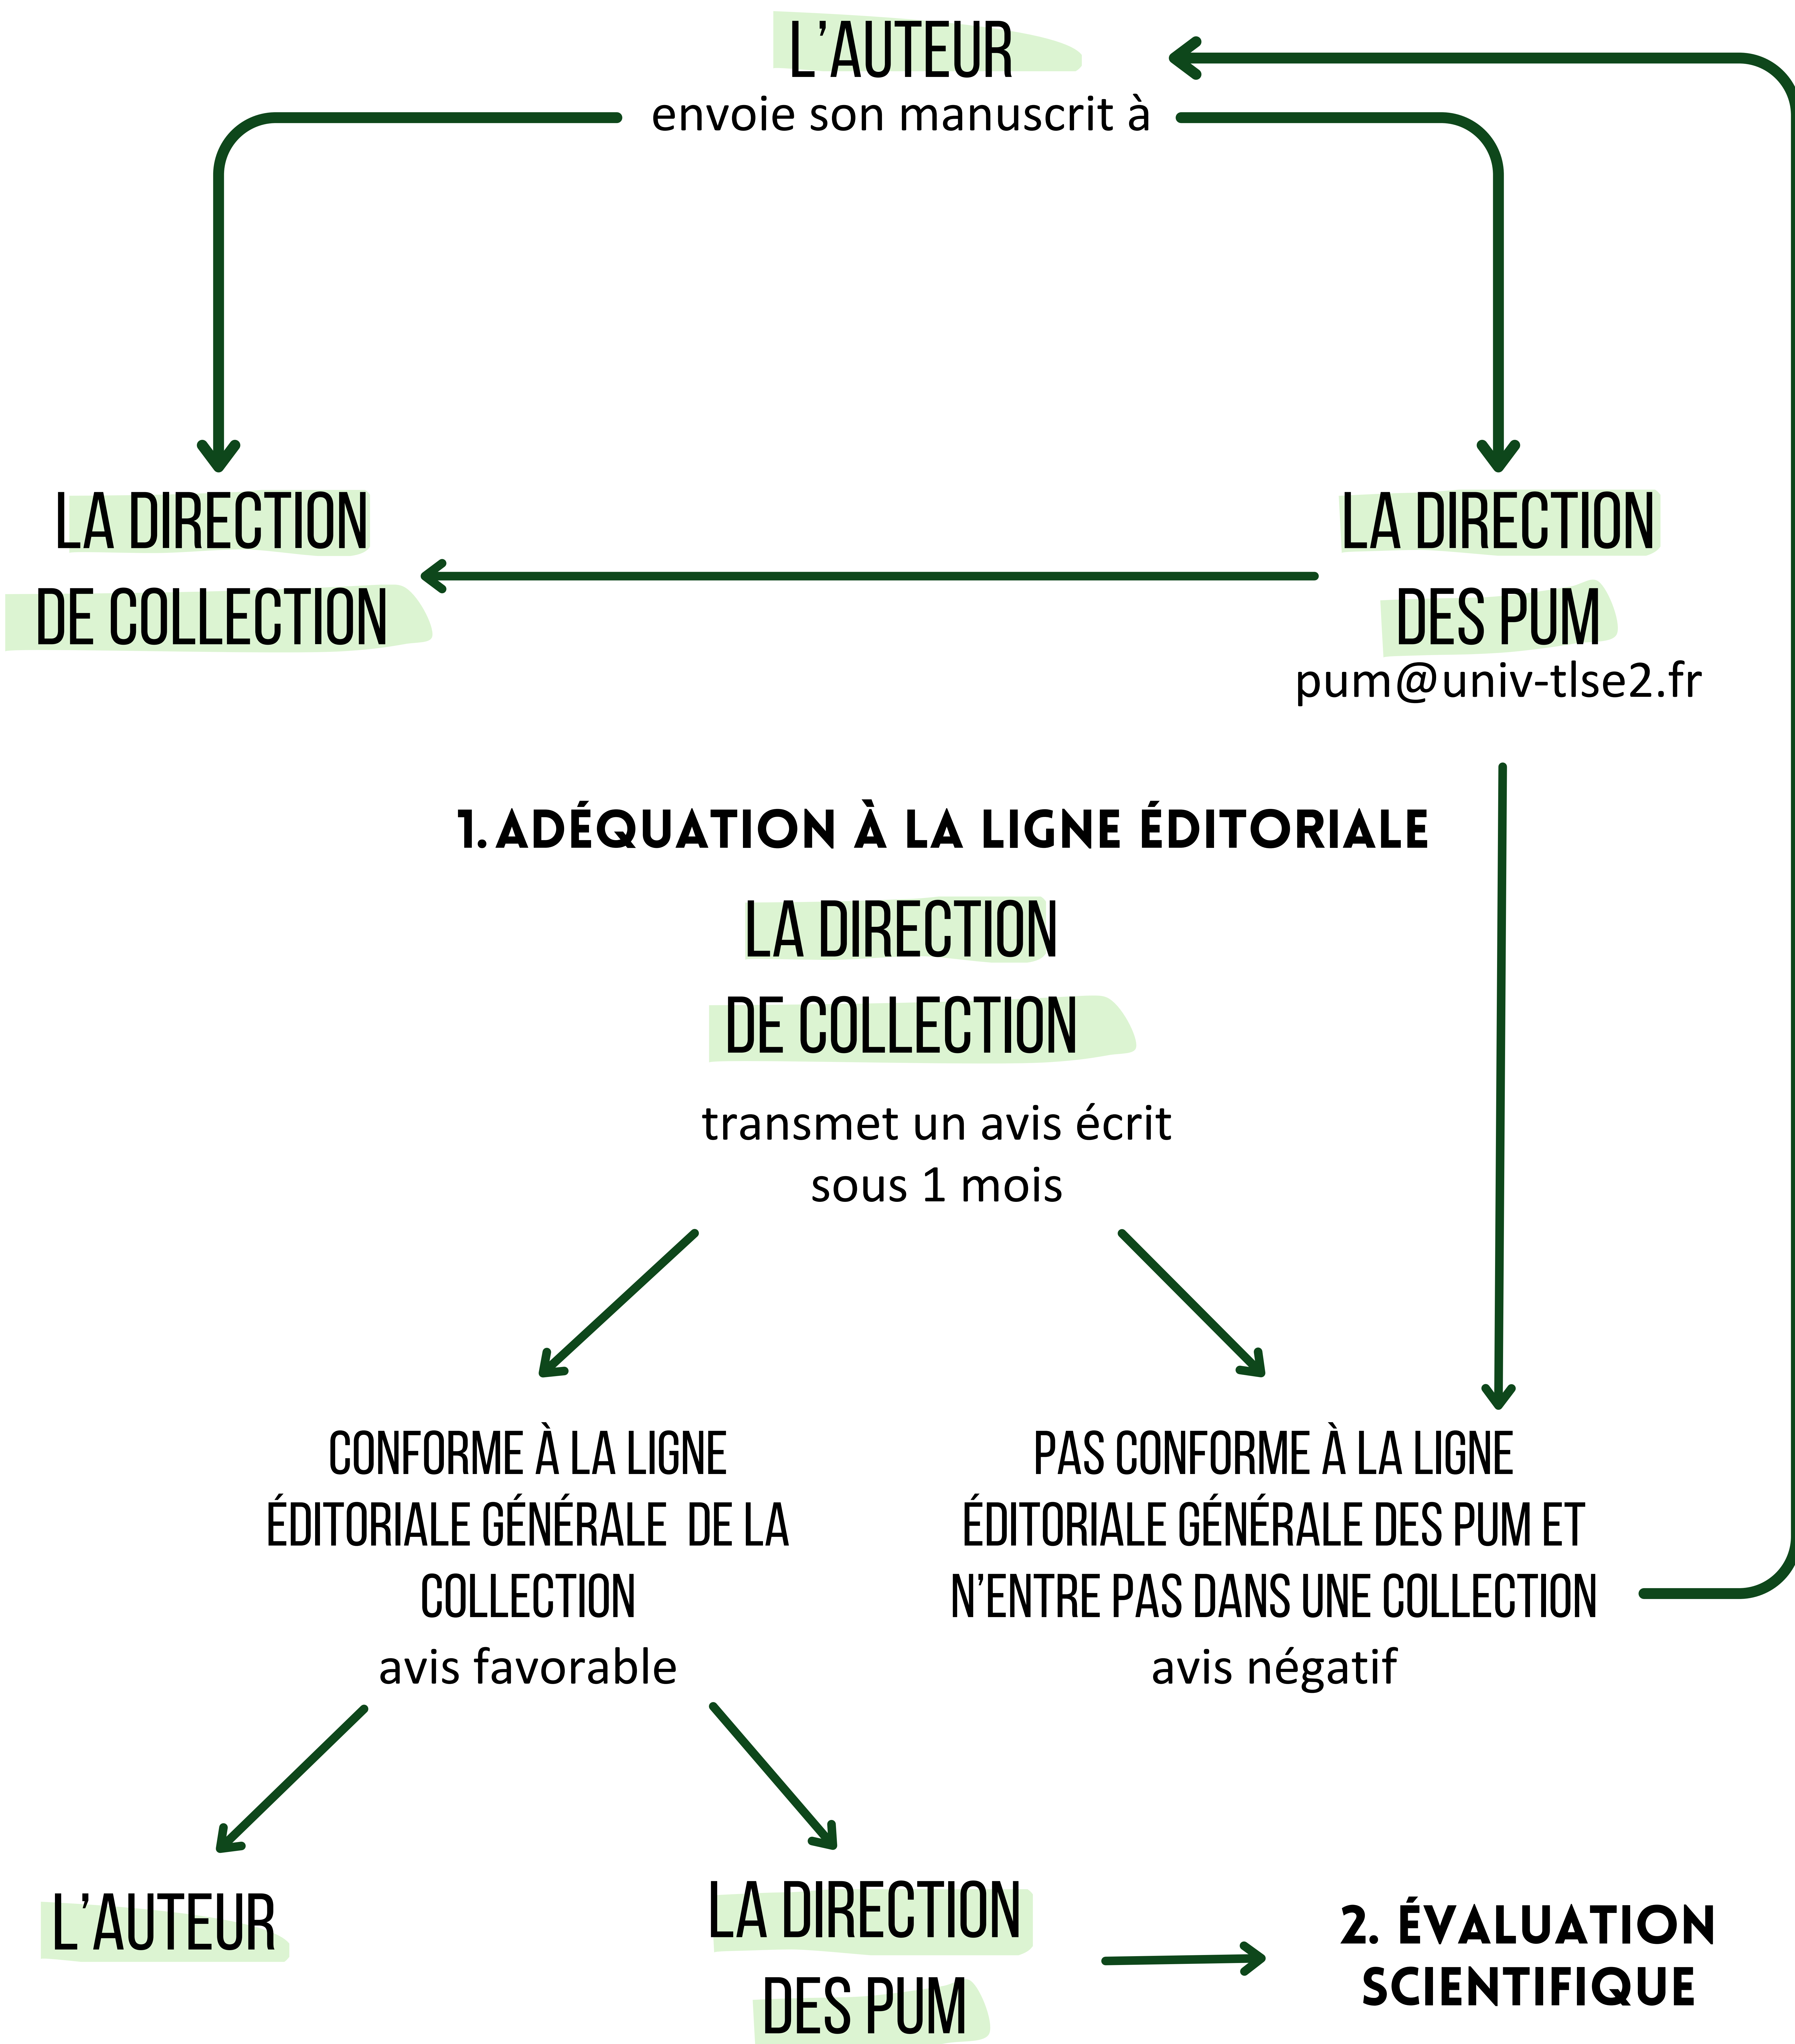 L'AUTEUR
envoie son manuscrit à
LA DIRECTION
DE COLLECTION
LA DIRECTION
DES PUM
pum@univ-tlse2.fr
1. ADÉQUATION À LA LIGNE ÉDITORIALE
LA DIRECTION
DE COLLECTION
transmet un avis écrit
sous 1 mois
CONFORME À LA LIGNE
ÉDITORIALE GÉNÉRALE DE LA
COLLECTION
avis favorable
PAS CONFORME À LA LIGNE
ÉDITORIALE GÉNÉRALE DES PUM ET
N'ENTRE PAS DANS UNE COLLECTION
avis négatif
L'AUTEUR
LA DIRECTION
DES PUM
2. ÉVALUATION
SCIENTIFIQUE